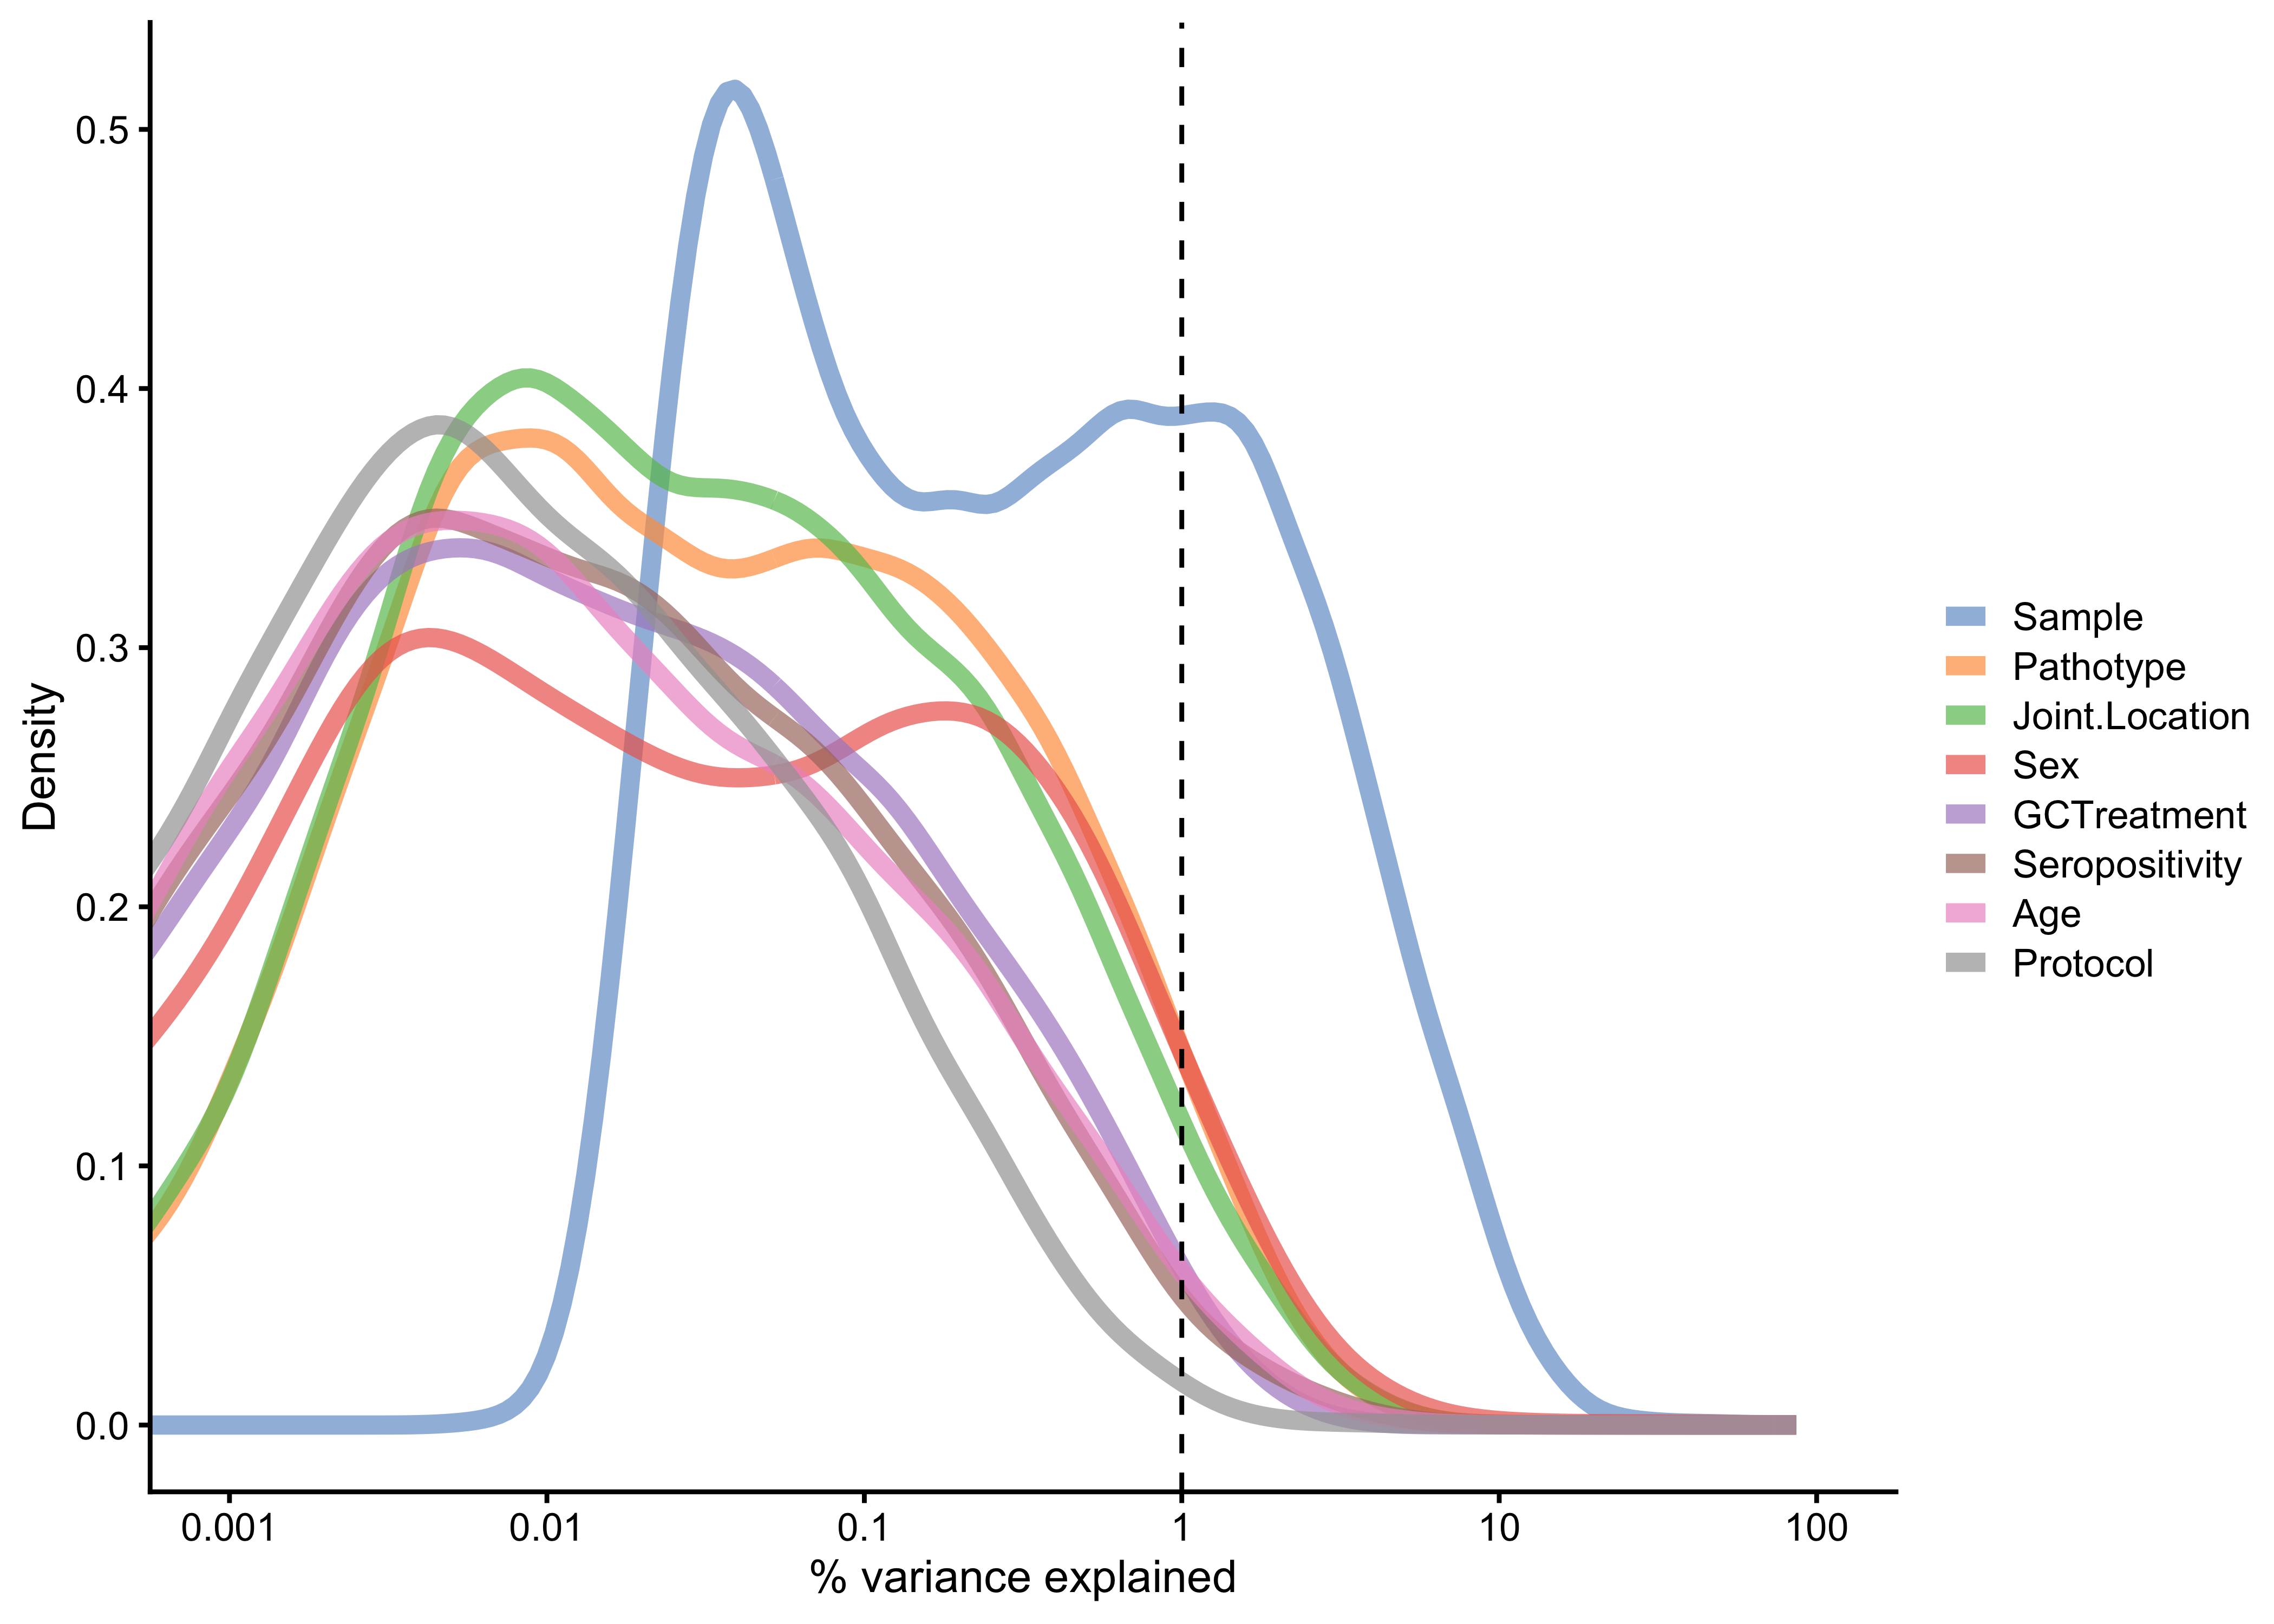 Density
0.5
0.4
0.3
0.2
0.1
0.0
0.001
0.01
0.1
1
10
100
% variance explained
Sample
Pathotype
Joint.Location
Sex
GCTreatment
Seropositivity
Age
Protocol